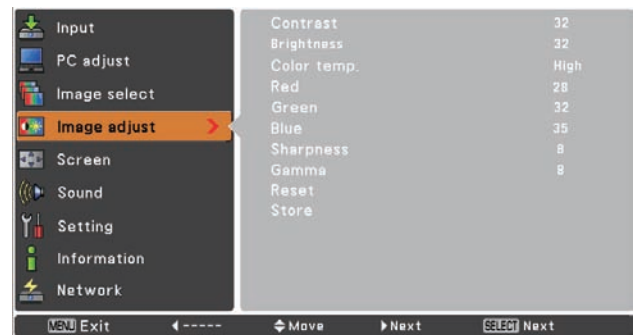 Input
PC adjust
Image select
Image adjust
Screen
Sound
Setting
Information
Network
Contrast 32
Brightness 32
Color temp. High
Red 28
Green 32
Blue 35
Sharpness 8
Gamma 8
Reset
Store
MENU Exit ◀----- Move ▶Next SELECT Next